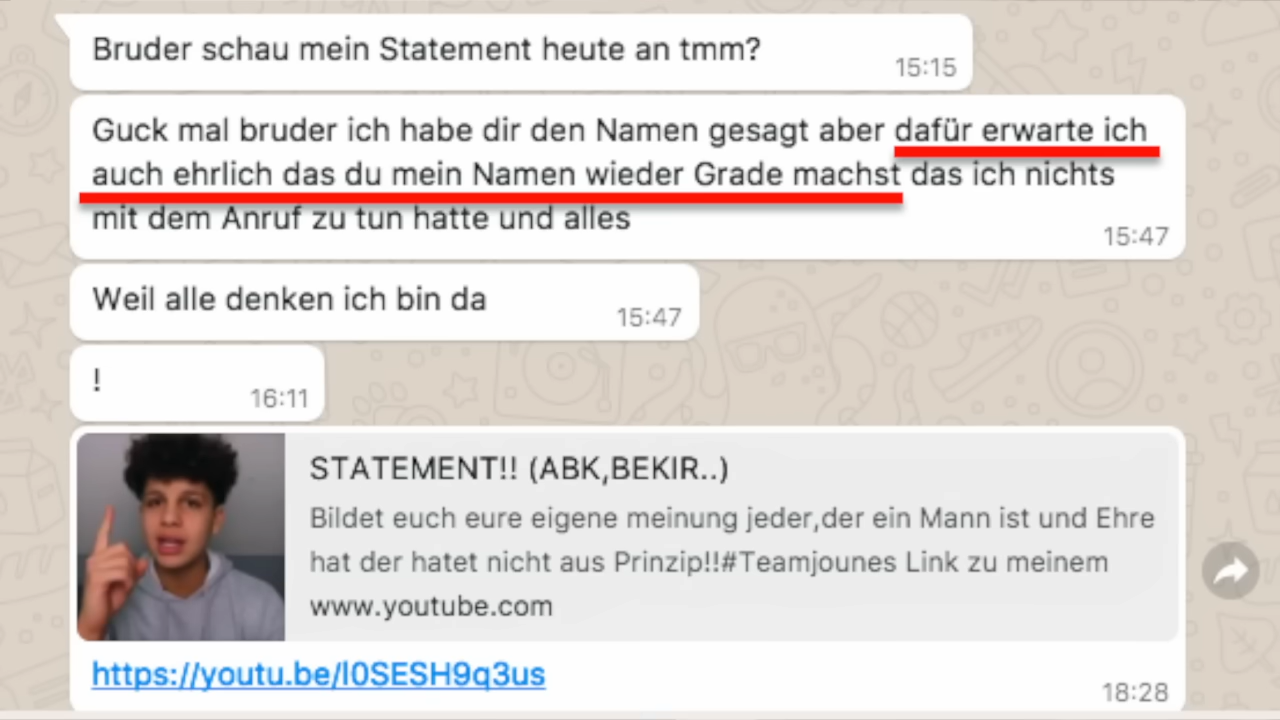 Bruder schau mein Statement heute an tmm?
15:15
Guck mal bruder ich habe dir den Namen gesagt aber dafür erwarte ich
auch ehrlich das du mein Namen wieder Grade machst das ich nichts
mit dem Anruf zu tun hatte und alles
15:47
Weil alle denken ich bin da
15:47
!
16:11
STATEMENT!! (ABK,BEKIR..)
Bildet euch eure eigene meinung jeder,der ein Mann ist und Ehre
hat der hatet nicht aus Prinzip!!#Teamjounes Link zu meinem
www.youtube.com
https://youtu.be/l0SESH9q3us
18:28